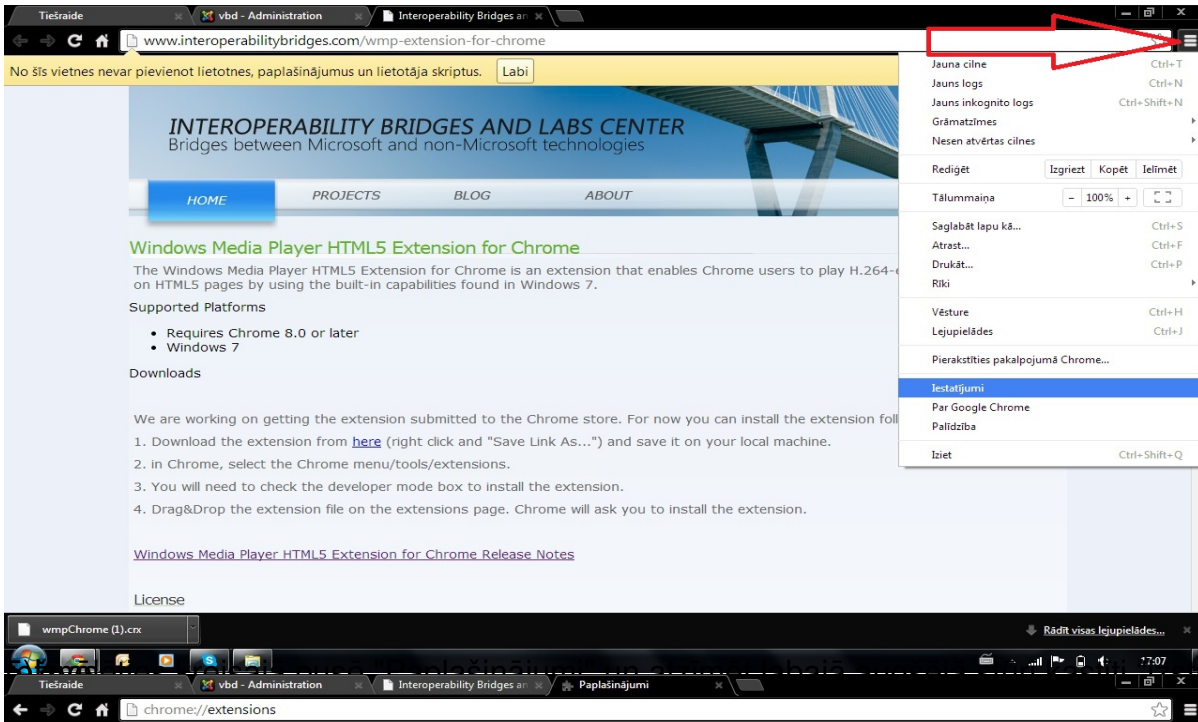 Tiešraide vbd - Administration Interoperability Bridges an
www.interoperabilitybridges.com/wmp-extension-for-chrome
No šīs vietnes nevar pievienot lietotnes, paplašinājumus un lietotāja skriptus. Labi
INTEROPERABILITY BRIDGES AND LABS CENTER
Bridges between Microsoft and non-Microsoft technologies
HOME PROJECTS BLOG ABOUT
Windows Media Player HTML5 Extension for Chrome
The Windows Media Player HTML5 Extension for Chrome is an extension that enables Chrome users to play H.264-
on HTML5 pages by using the built-in capabilities found in Windows 7.
Supported Platforms
• Requires Chrome 8.0 or later
• Windows 7
Downloads
We are working on getting the extension submitted to the Chrome store. For now you can install the extension foll
1. Download the extension from here (right click and "Save Link As...") and save it on your local machine.
2. in Chrome, select the Chrome menu/tools/extensions.
3. You will need to check the developer mode box to install the extension.
4. Drag&Drop the extension file on the extensions page. Chrome will ask you to install the extension.
Windows Media Player HTML5 Extension for Chrome Release Notes
License
Jauna cilne Ctrl+T
Jauns logs Ctrl+N
Jauns inkognito logs Ctrl+Shift+N
Grāmatzīmes
Nesen atvērtas cilnes
Rediģēt Izgriezt Kopēt Ielīmēt
Tālummaiņa - 100% +
Saglabāt lapu kā... Ctrl+S
Atrast... Ctrl+F
Drukāt... Ctrl+P
Rīki
Vēsture Ctrl+H
Lejupielādes Ctrl+J
Pierakstīties pakalpojumā Chrome...
Iestatījumi
Par Google Chrome
Palīdzība
Iziet Ctrl+Shift+Q
wmpChrome (1).crx Rādīt visas lejupielādes...
17:07
pusē "Paplašinājumi" un
Tiešraide vbd - Administration Interoperability Bridges an Paplašinājumi
chrome://extensions